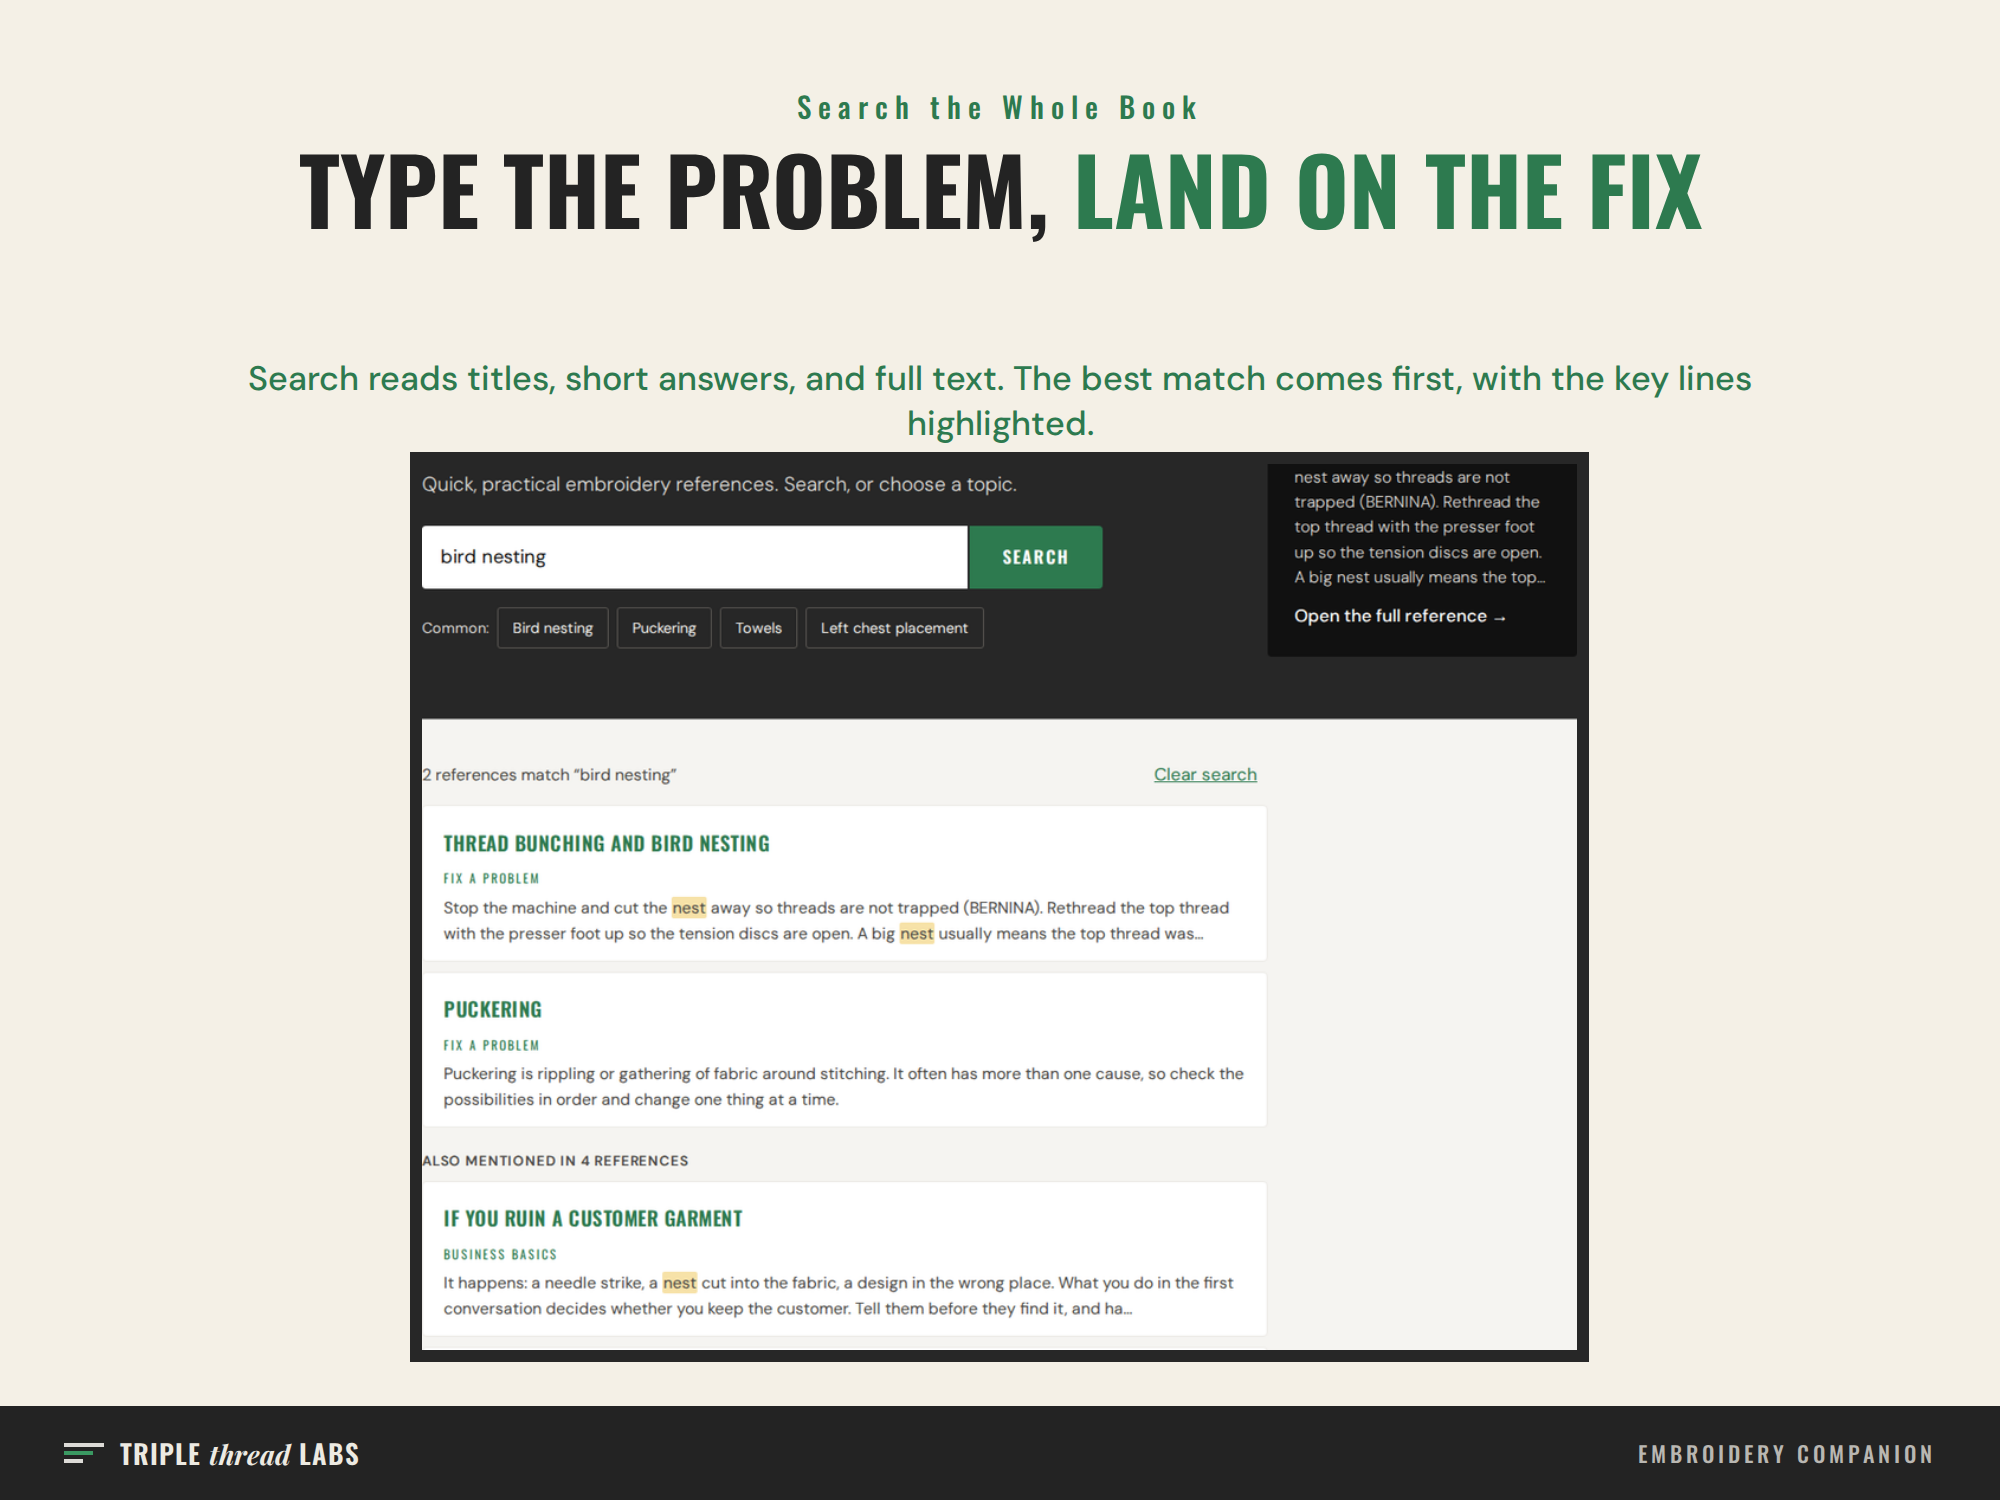 Search the Whole Book
TYPE THE PROBLEM, LAND ON THE FIX
Search reads titles, short answers, and full text. The best match comes first, with the key lines
highlighted.
Quick, practical embroidery references. Search, or choose a topic.
bird nesting
SEARCH
Common:
Bird nesting
Puckering
Towels
Left chest placement
nest away so threads are not
trapped (BERNINA). Rethread the
top thread with the presser foot
up so the tension discs are open.
A big nest usually means the top…
Open the full reference →
2 references match “bird nesting”
Clear search
THREAD BUNCHING AND BIRD NESTING
FIX A PROBLEM
Stop the machine and cut the nest away so threads are not trapped (BERNINA). Rethread the top thread
with the presser foot up so the tension discs are open. A big nest usually means the top thread was…
PUCKERING
FIX A PROBLEM
Puckering is rippling or gathering of fabric around stitching. It often has more than one cause, so check the
possibilities in order and change one thing at a time.
ALSO MENTIONED IN 4 REFERENCES
IF YOU RUIN A CUSTOMER GARMENT
BUSINESS BASICS
It happens: a needle strike, a nest cut into the fabric, a design in the wrong place. What you do in the first
conversation decides whether you keep the customer. Tell them before they find it, and ha…
TRIPLE thread LABS
EMBROIDERY COMPANION